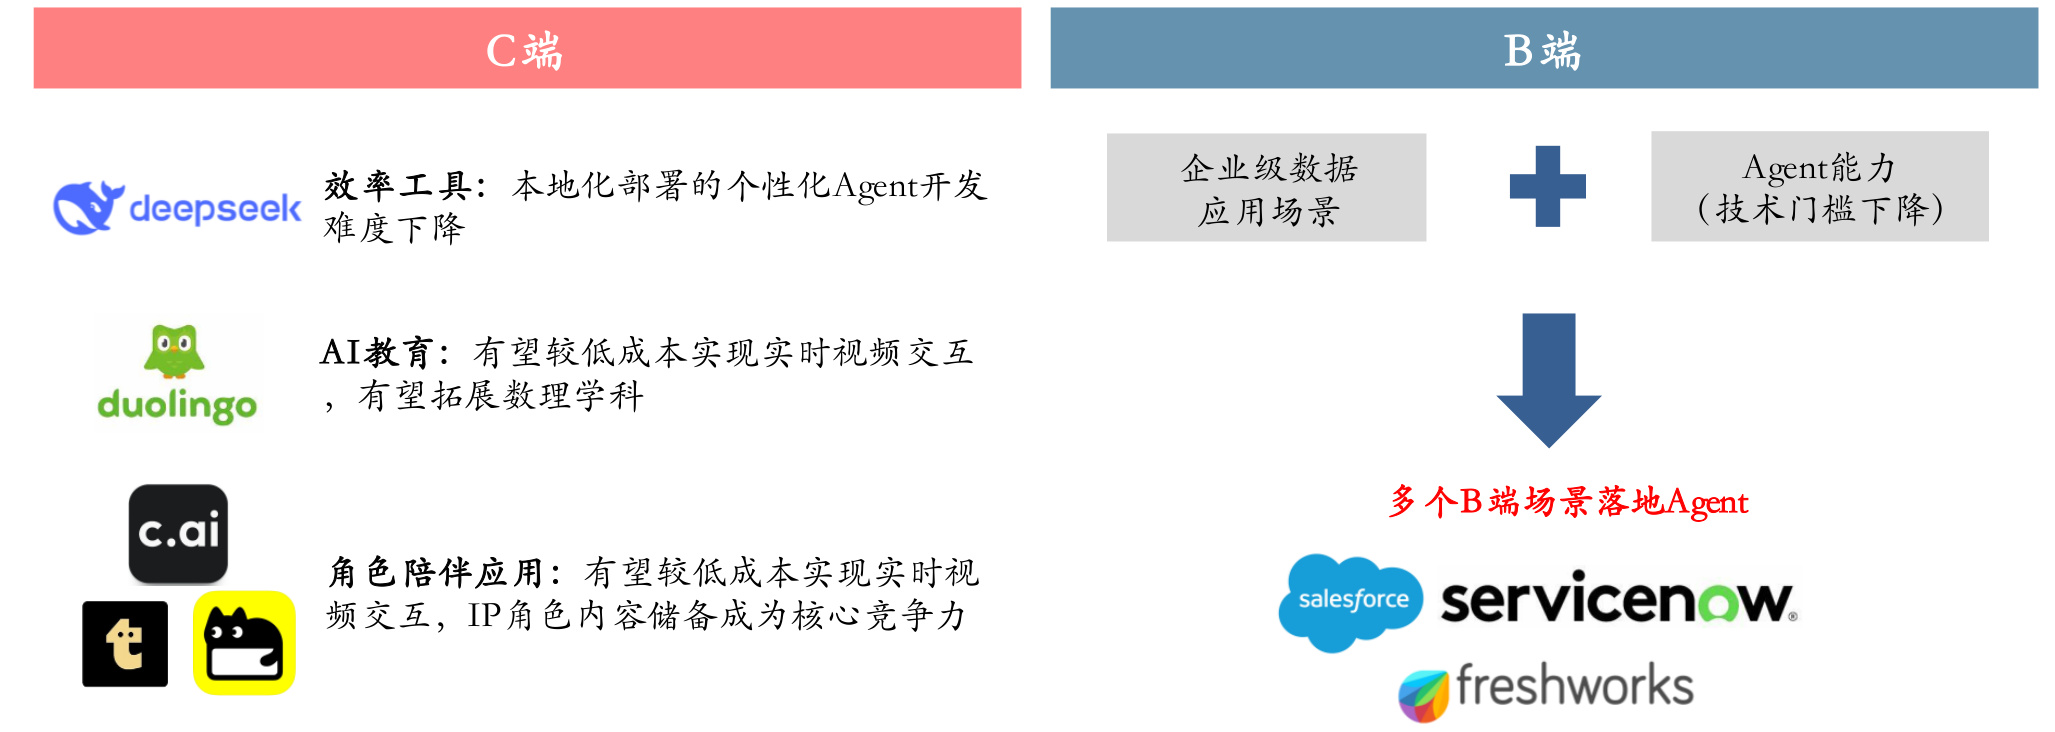 C端
deepseek
效率工具：本地化部署的个性化Agent开发
难度下降
duolingo
AI教育：有望较低成本实现实时视频交互
，有望拓展数理学科
c.ai
t
角色陪伴应用：有望较低成本实现实时视
频交互，IP角色内容储备成为核心竞争力
B端
企业级数据
应用场景
Agent能力
（技术门槛下降）
多个B端场景落地Agent
salesforce
servicenow®
freshworks